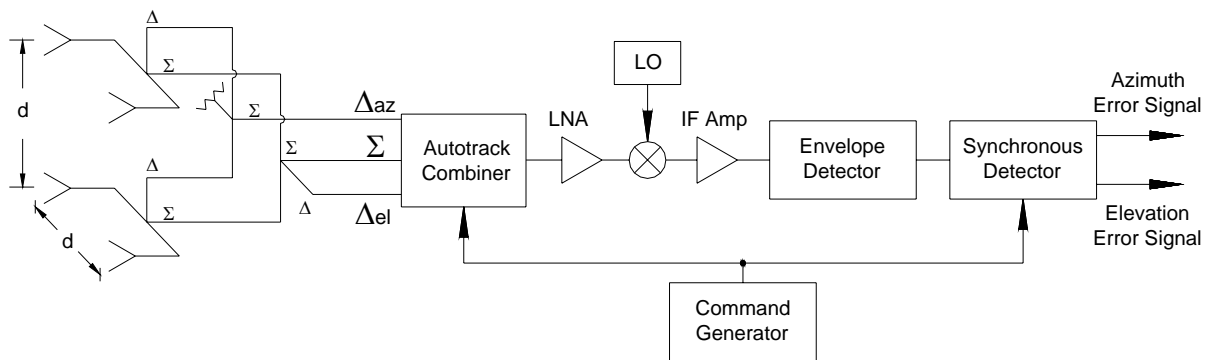 Δ
LO
Azimuth
Error Signal
Σ
d
Δaz
LNA
IF Amp
Σ
Σ
Σ
Autotrack
Combiner
Envelope
Detector
Synchronous
Detector
Δ
Σ
Δ
Δel
Elevation
Error Signal
d
Command
Generator